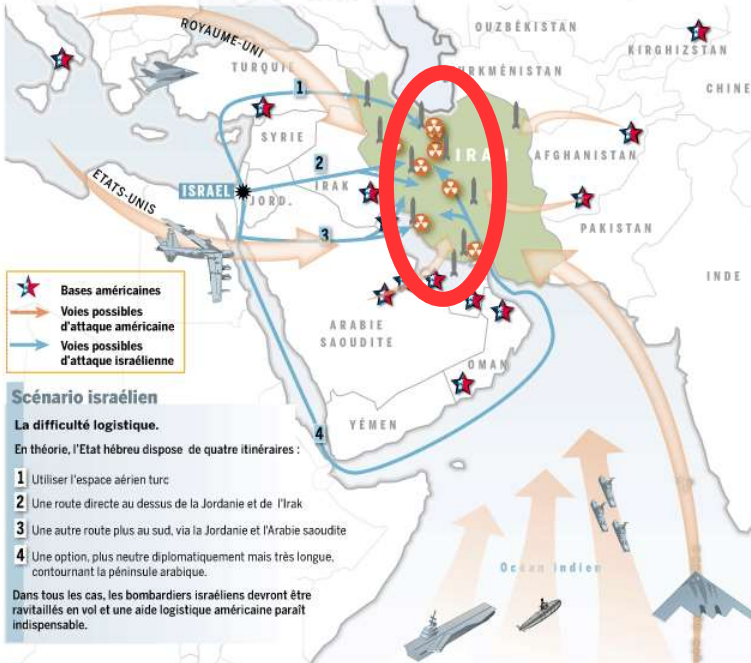 OUZBÉKISTAN
ROYAUME-UNI
KIRGHIZSTAN
TURQUIE
TURKMÉNISTAN
CHINE
1
SYRIE
IRAN
AFGHANISTAN
2
ISRAEL
IRAK
ETATS-UNIS
JORD.
PAKISTAN
3
INDE
Bases américaines
Voies possibles
d'attaque américaine
Voies possibles
d'attaque israélienne
ARABIE
SAOUDITE
OMAN
Scénario israélien
La difficulté logistique.
YÉMEN
4
En théorie, l'Etat hébreu dispose de quatre itinéraires :
1 Utiliser l'espace aérien turc
2 Une route directe au dessus de la Jordanie et de l'Irak
3 Une autre route plus au sud, via la Jordanie et l'Arabie saoudite
4 Une option, plus neutre diplomatiquement mais très longue,
contournant la péninsule arabique.
Océan Indien
Dans tous les cas, les bombardiers israéliens devront être
ravitaillés en vol et une aide logistique américaine paraît
indispensable.